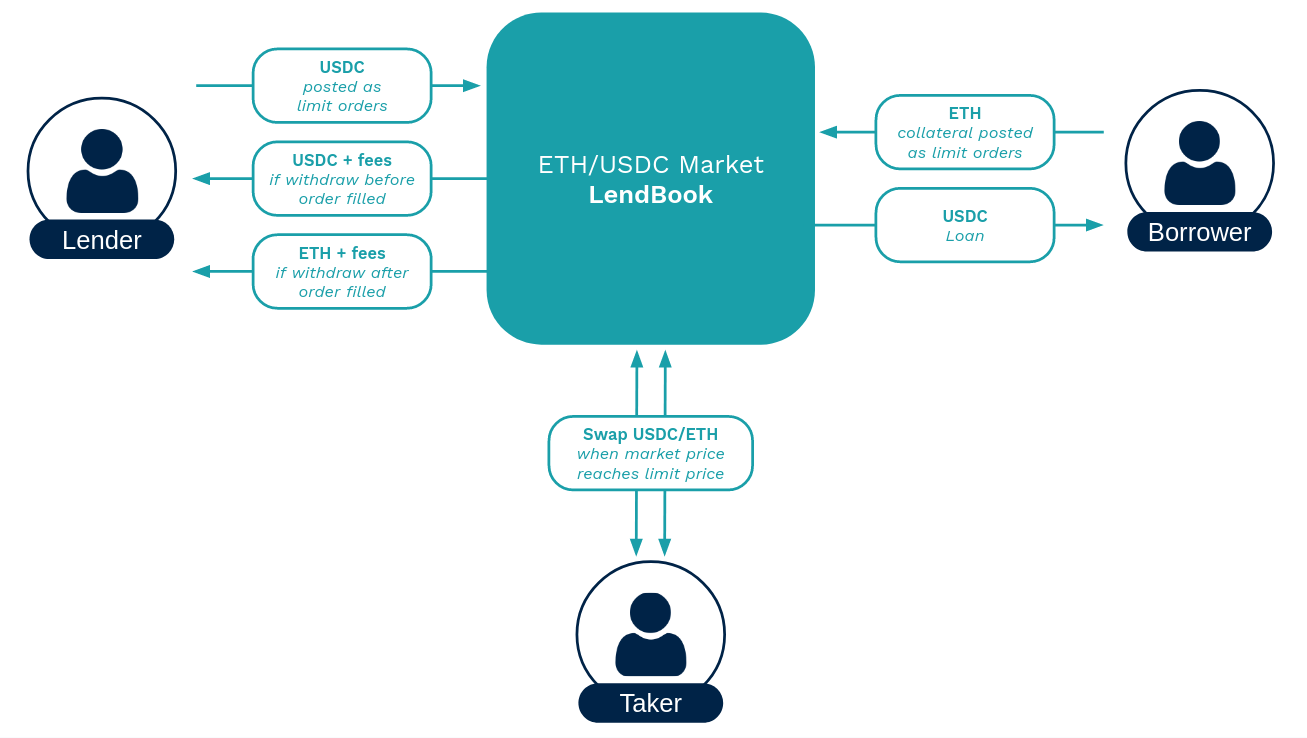 USDC
posted as
limit orders
USDC + fees
if withdraw before
order filled
ETH + fees
if withdraw after
order filled
Lender
ETH/USDC Market
LendBook
ETH
collateral posted
as limit orders
USDC
Loan
Borrower
Swap USDC/ETH
when market price
reaches limit price
Taker